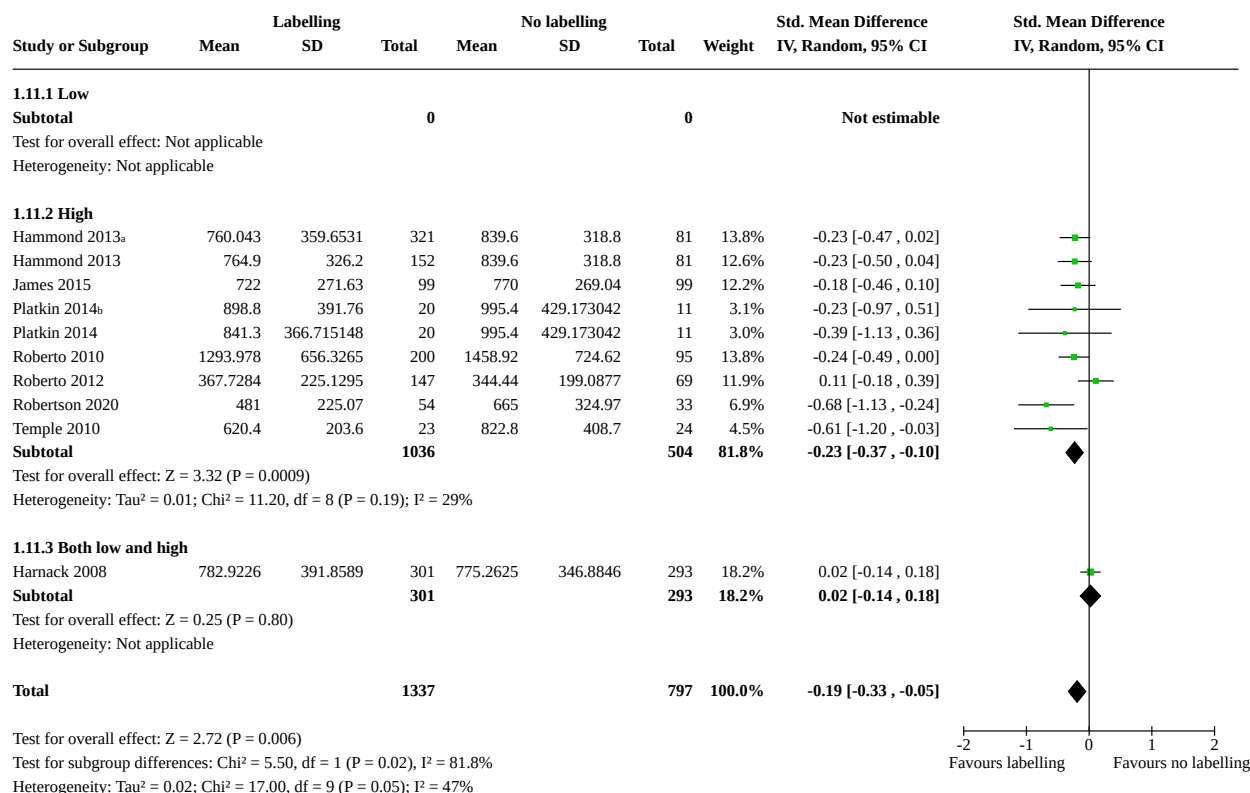 Labelling No labelling Std. Mean Difference Std. Mean Difference
Study or Subgroup Mean SD Total Mean SD Total Weight IV, Random, 95% CI IV, Random, 95% CI
1.11.1 Low
Subtotal 0 0 Not estimable
Test for overall effect: Not applicable
Heterogeneity: Not applicable
1.11.2 High
Hammond 2013a 760.043 359.6531 321 839.6 318.8 81 13.8% -0.23 [-0.47 , 0.02]
Hammond 2013 764.9 326.2 152 839.6 318.8 81 12.6% -0.23 [-0.50 , 0.04]
James 2015 722 271.63 99 770 269.04 99 12.2% -0.18 [-0.46 , 0.10]
Platkin 2014b 898.8 391.76 20 995.4 429.173042 11 3.1% -0.23 [-0.97 , 0.51]
Platkin 2014 841.3 366.715148 20 995.4 429.173042 11 3.0% -0.39 [-1.13 , 0.36]
Roberto 2010 1293.978 656.3265 200 1458.92 724.62 95 13.8% -0.24 [-0.49 , 0.00]
Roberto 2012 367.7284 225.1295 147 344.44 199.0877 69 11.9% 0.11 [-0.18 , 0.39]
Robertson 2020 481 225.07 54 665 324.97 33 6.9% -0.68 [-1.13 , -0.24]
Temple 2010 620.4 203.6 23 822.8 408.7 24 4.5% -0.61 [-1.20 , -0.03]
Subtotal 1036 504 81.8% -0.23 [-0.37 , -0.10]
Test for overall effect: Z = 3.32 (P = 0.0009)
Heterogeneity: Tau² = 0.01; Chi² = 11.20, df = 8 (P = 0.19); I² = 29%
1.11.3 Both low and high
Harnack 2008 782.9226 391.8589 301 775.2625 346.8846 293 18.2% 0.02 [-0.14 , 0.18]
Subtotal 301 293 18.2% 0.02 [-0.14 , 0.18]
Test for overall effect: Z = 0.25 (P = 0.80)
Heterogeneity: Not applicable
Total 1337 797 100.0% -0.19 [-0.33 , -0.05]
Test for overall effect: Z = 2.72 (P = 0.006)
-2 -1 0 1 2
Test for subgroup differences: Chi² = 5.50, df = 1 (P = 0.02), I² = 81.8% Favours labelling Favours no labelling
Heterogeneity: Tau² = 0.02; Chi² = 17.00, df = 9 (P = 0.05); I² = 47%